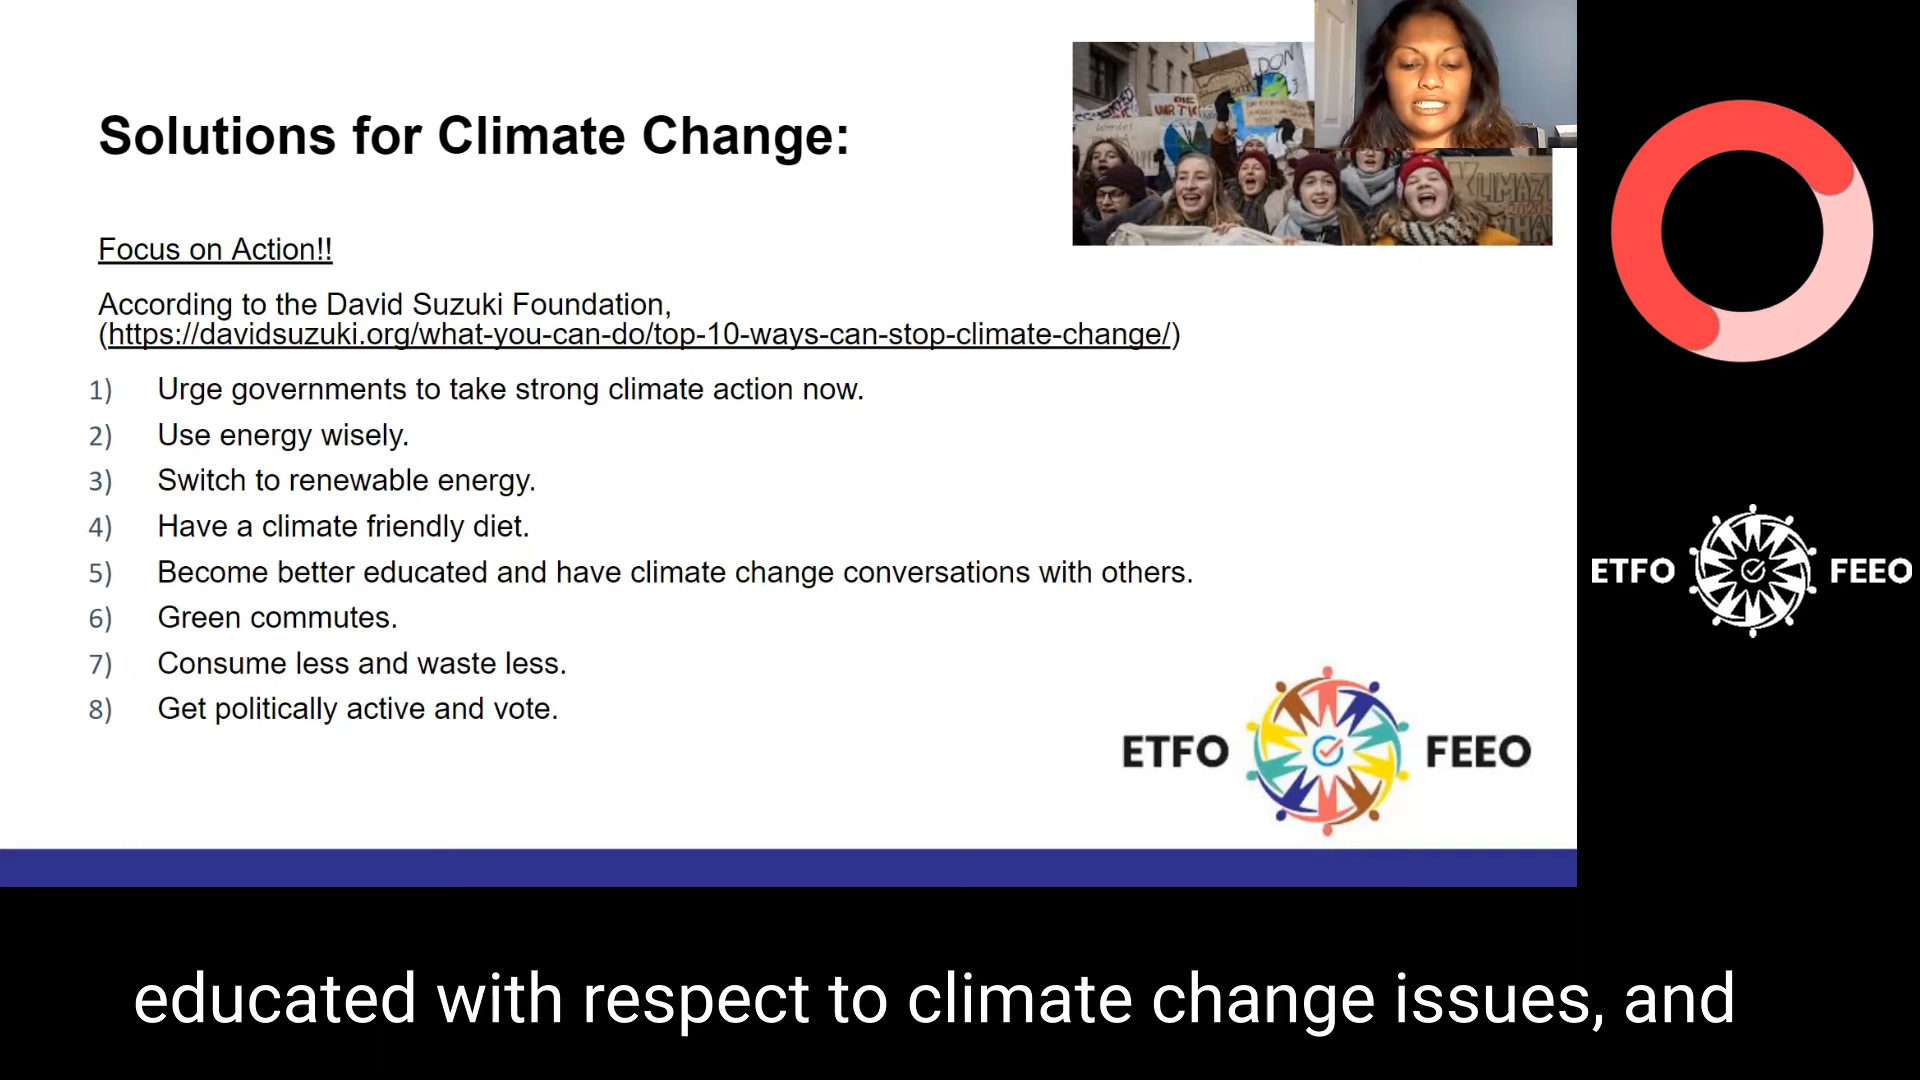 Solutions for Climate Change:
Focus on Action!!
According to the David Suzuki Foundation,
(https://davidsuzuki.org/what-you-can-do/top-10-ways-can-stop-climate-change/)
1) Urge governments to take strong climate action now.
2) Use energy wisely.
3) Switch to renewable energy.
4) Have a climate friendly diet.
5) Become better educated and have climate change conversations with others.
6) Green commutes.
7) Consume less and waste less.
8) Get politically active and vote.
DON
ETFO FEEO
ETFO FEEO
educated with respect to climate change issues, and